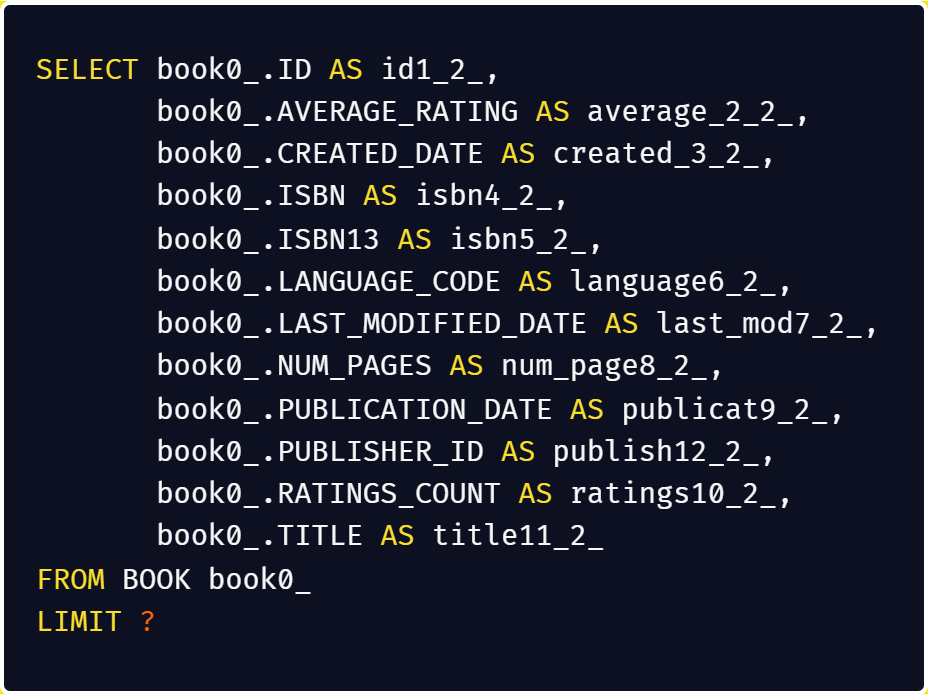 SELECT book0_.ID AS id1_2_,
book0_.AVERAGE_RATING AS average_2_2_,
book0_.CREATED_DATE AS created_3_2_,
book0_.ISBN AS isbn4_2_,
book0_.ISBN13 AS isbn5_2_,
book0_.LANGUAGE_CODE AS language6_2_,
book0_.LAST_MODIFIED_DATE AS last_mod7_2_,
book0_.NUM_PAGES AS num_page8_2_,
book0_.PUBLICATION_DATE AS publicat9_2_,
book0_.PUBLISHER_ID AS publish12_2_,
book0_.RATINGS_COUNT AS ratings10_2_,
book0_.TITLE AS title11_2_
FROM BOOK book0_
LIMIT ?